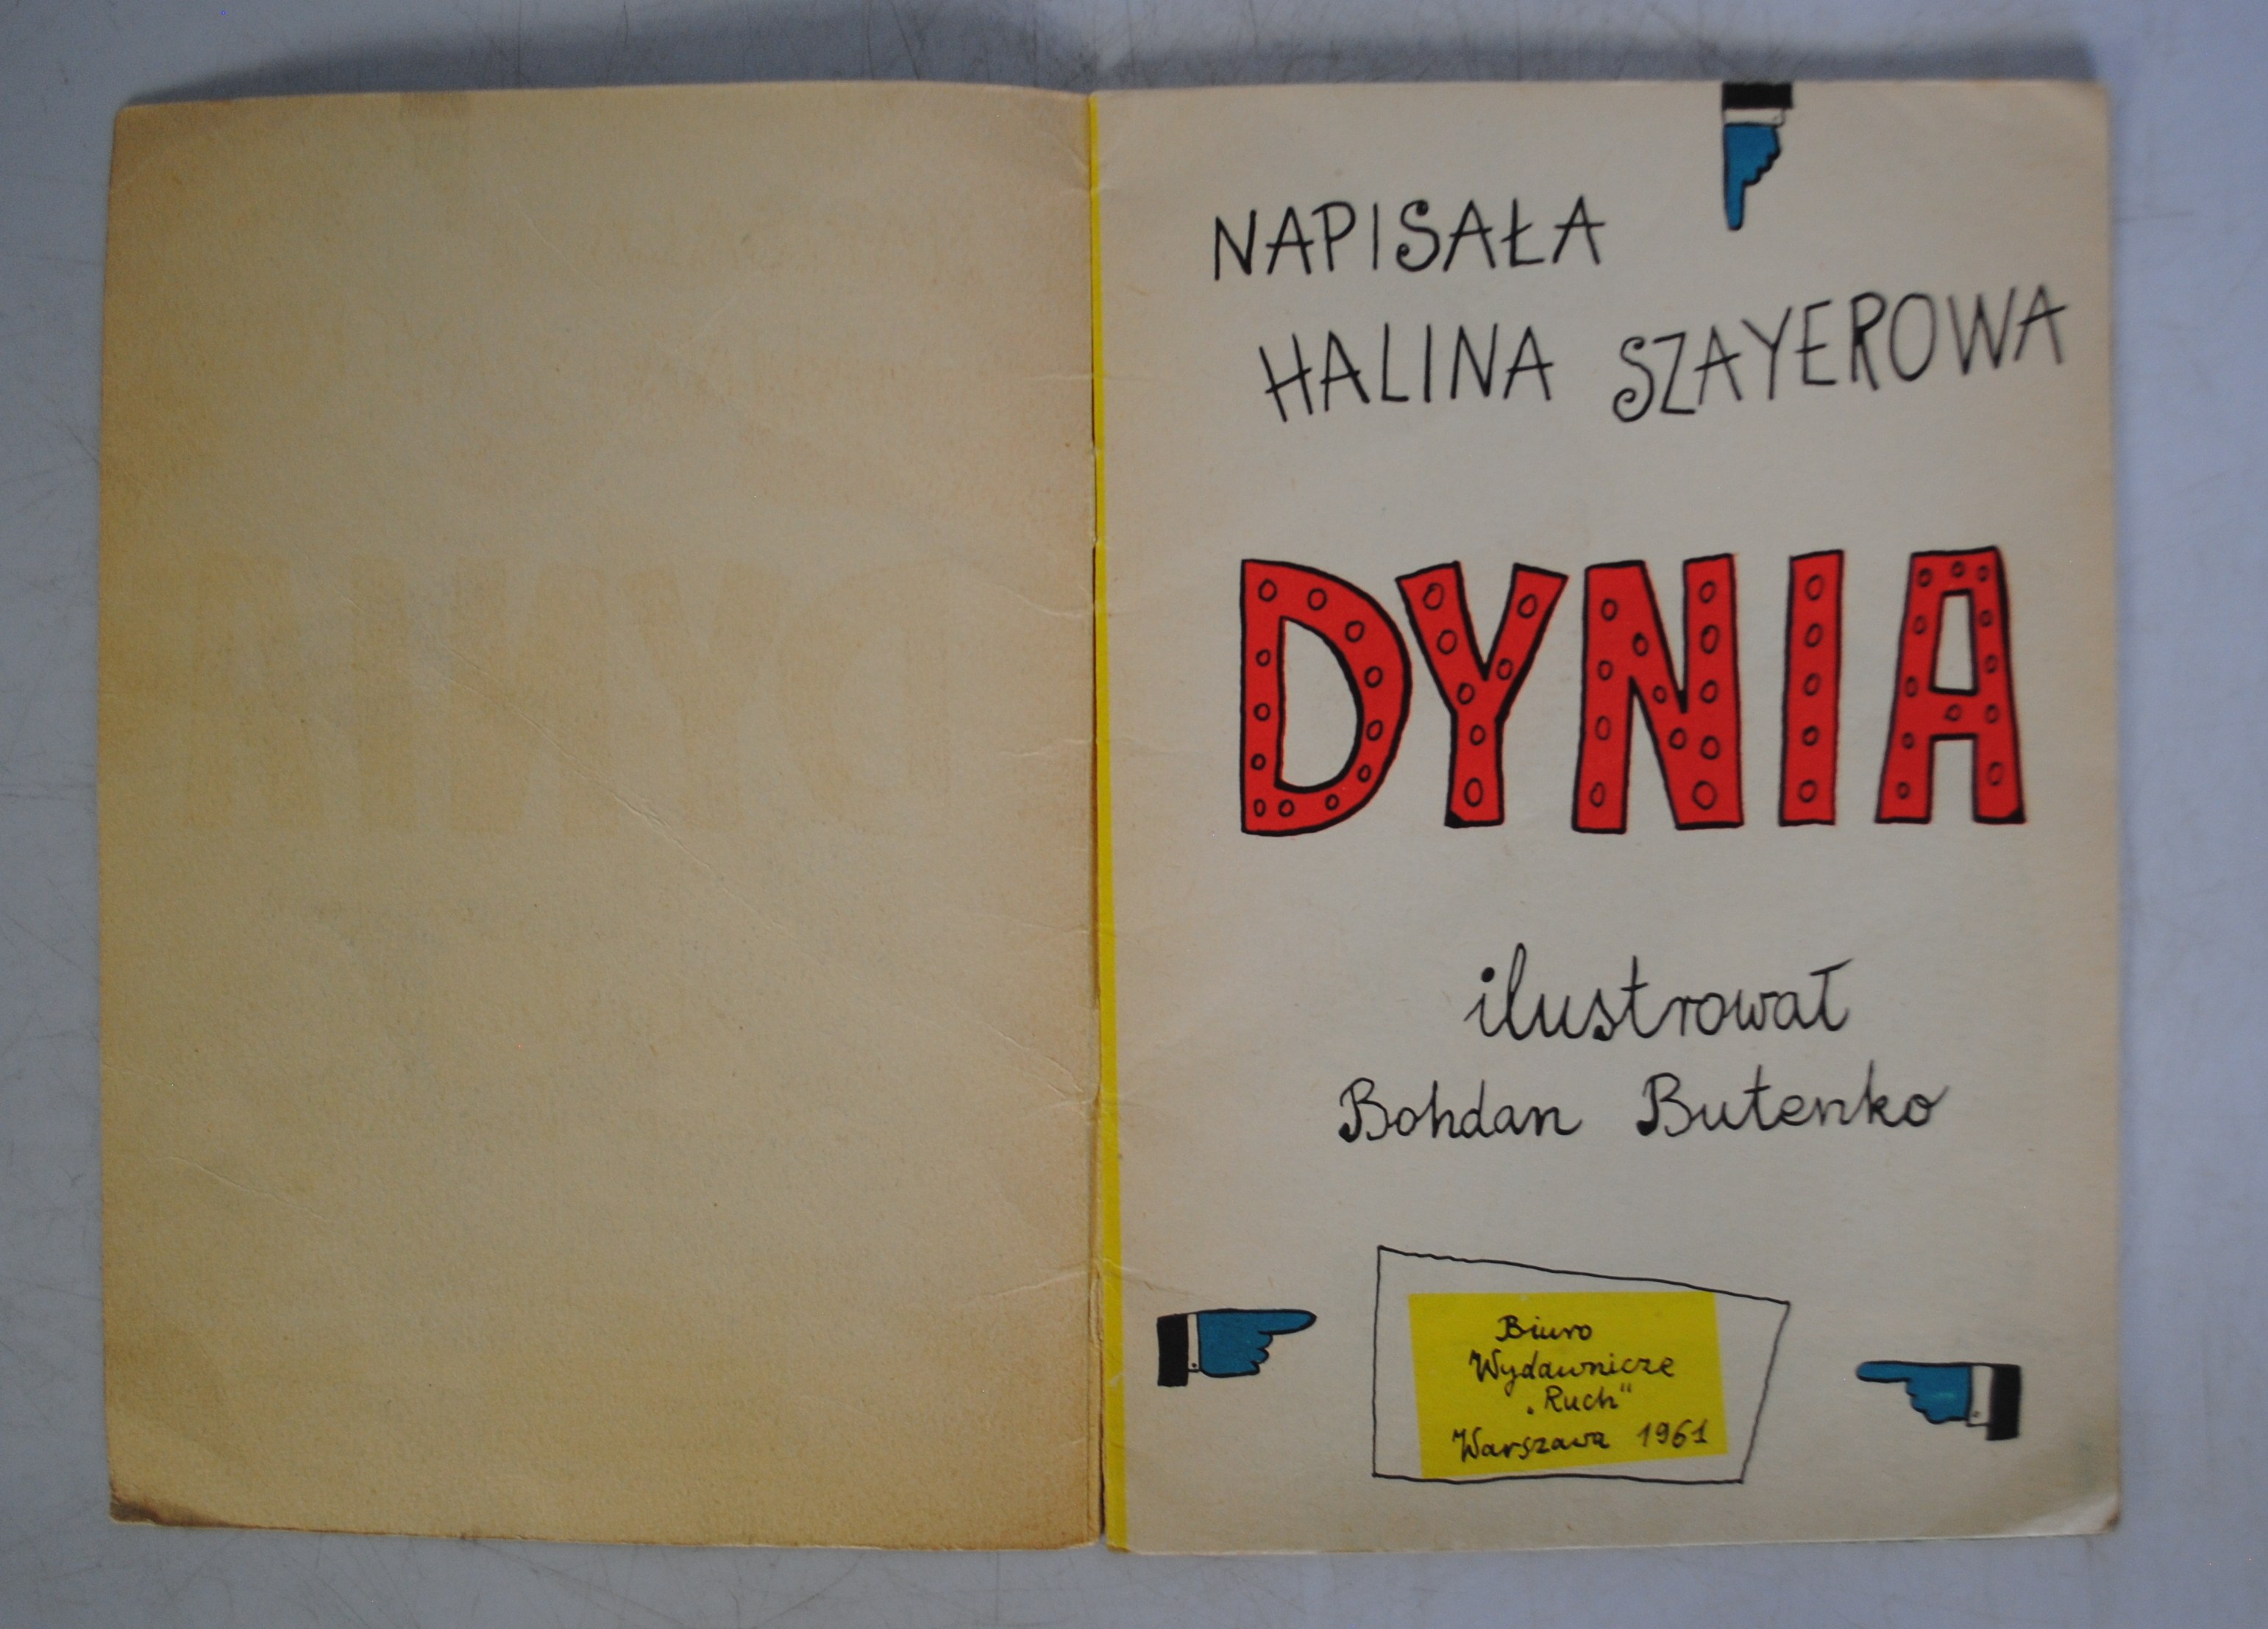 NAPISAŁA
HALINA SZAYEROWA
DYNIA
ilustrował
Bohdan Butenko
Biuro
Wydawnicze
„Ruch"
Warszawa 1961